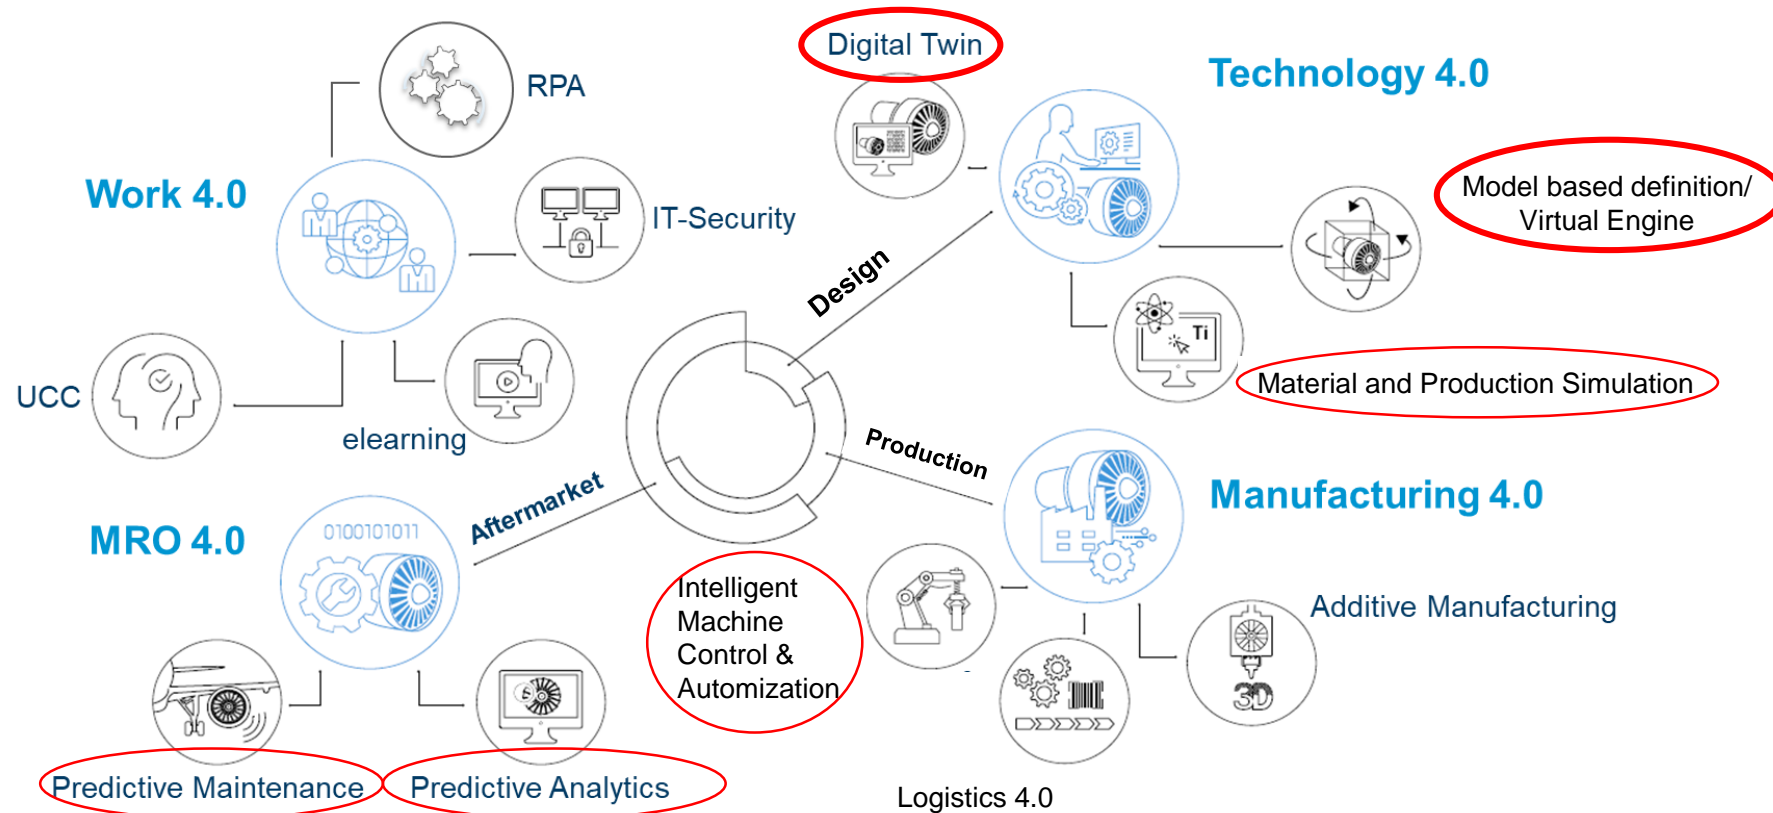 Digital Twin
Technology 4.0
RPA
Work 4.0
IT-Security
Model based definition/
Virtual Engine
Design
Ti
Material and Production Simulation
UCC
elearning
Production
Aftermarket
Manufacturing 4.0
MRO 4.0
0100101011
Intelligent
Machine
Control &
Automization
Additive Manufacturing
3D
Predictive Maintenance
Predictive Analytics
Logistics 4.0